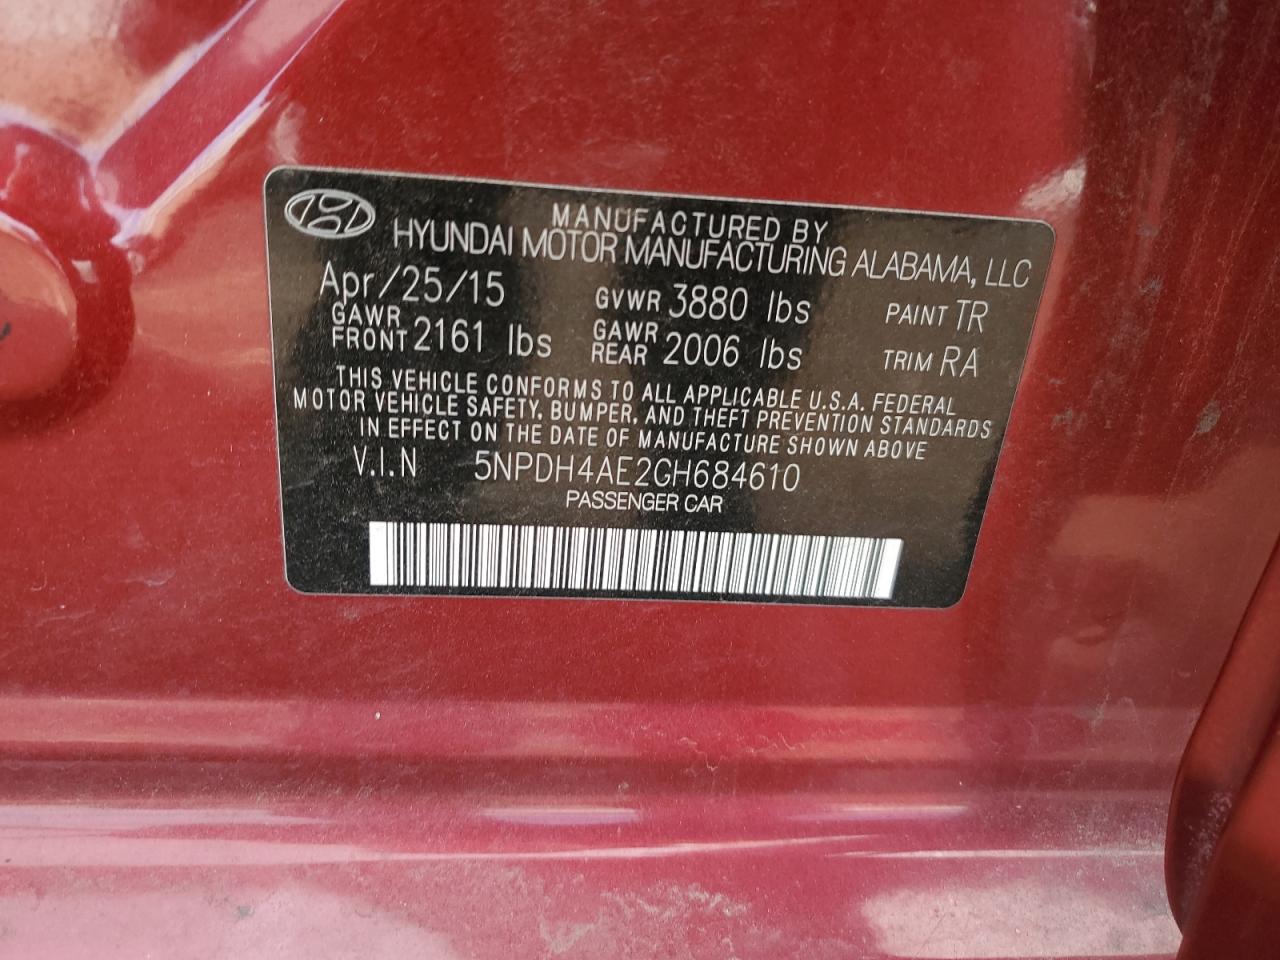 MANUFACTURED BY
HYUNDAI MOTOR MANUFACTURING ALABAMA, LLC
Apr/25/15 GVWR 3880 lbs PAINT TR
GAWR FRONT 2161 lbs GAWR REAR 2006 lbs TRIM RA
THIS VEHICLE CONFORMS TO ALL APPLICABLE U.S.A. FEDERAL
MOTOR VEHICLE SAFETY, BUMPER, AND THEFT PREVENTION STANDARDS
IN EFFECT ON THE DATE OF MANUFACTURE SHOWN ABOVE
V.I.N 5NPDH4AE2GH684610
PASSENGER CAR